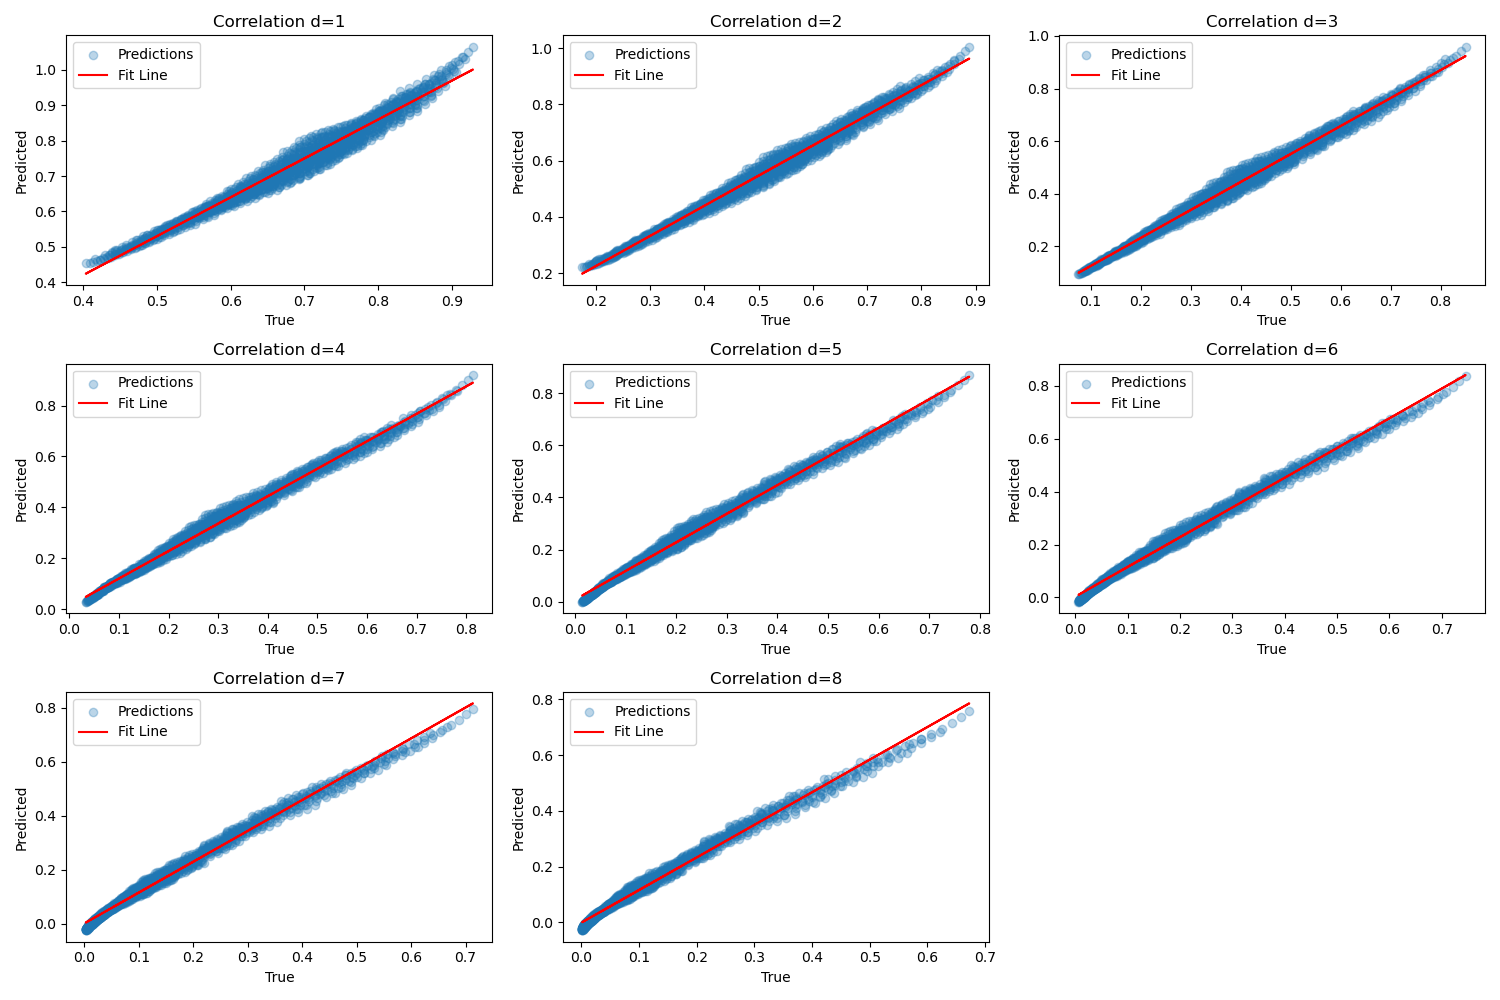 Correlation d=1
Predictions
Fit Line
1.0
0.9
0.8
0.7
0.6
0.5
0.4
Predicted
0.4 0.5 0.6 0.7 0.8 0.9
True
Correlation d=2
Predictions
Fit Line
1.0
0.8
0.6
0.4
0.2
Predicted
0.2 0.3 0.4 0.5 0.6 0.7 0.8 0.9
True
Correlation d=3
Predictions
Fit Line
1.0
0.8
0.6
0.4
0.2
Predicted
0.1 0.2 0.3 0.4 0.5 0.6 0.7 0.8
True
Correlation d=4
Predictions
Fit Line
0.8
0.6
0.4
0.2
0.0
Predicted
0.0 0.1 0.2 0.3 0.4 0.5 0.6 0.7 0.8
True
Correlation d=5
Predictions
Fit Line
0.8
0.6
0.4
0.2
0.0
Predicted
0.0 0.1 0.2 0.3 0.4 0.5 0.6 0.7 0.8
True
Correlation d=6
Predictions
Fit Line
0.8
0.6
0.4
0.2
0.0
Predicted
0.0 0.1 0.2 0.3 0.4 0.5 0.6 0.7
True
Correlation d=7
Predictions
Fit Line
0.8
0.6
0.4
0.2
0.0
Predicted
0.0 0.1 0.2 0.3 0.4 0.5 0.6 0.7
True
Correlation d=8
Predictions
Fit Line
0.8
0.6
0.4
0.2
0.0
Predicted
0.0 0.1 0.2 0.3 0.4 0.5 0.6 0.7
True